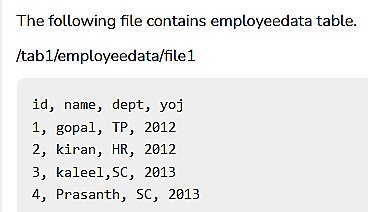 The following file contains employeedata table.
/tab1/employeedata/file1
id, name, dept, yoj
1, gopal, TP, 2012
2, kiran, HR, 2012
3, kaleel,SC, 2013
4, Prasanth, SC, 2013